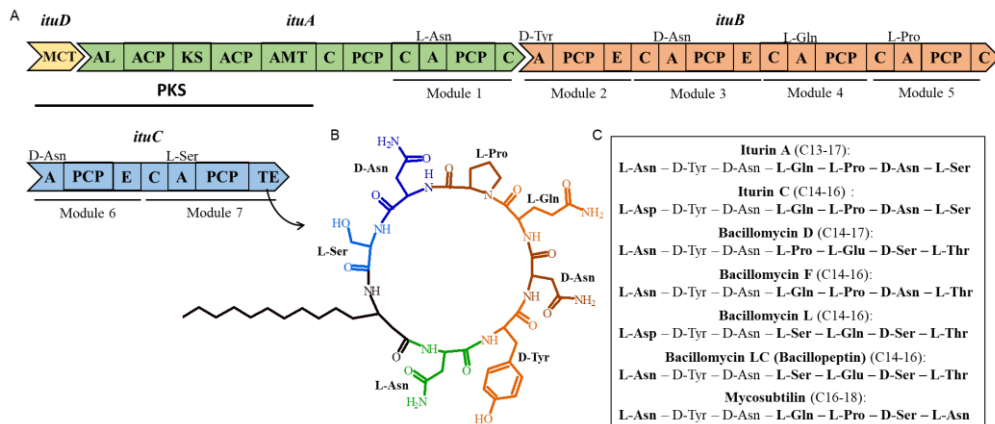 A
ituD ituA ituB
L-Asn D-Tyr D-Asn L-Gln L-Pro
MCT AL ACP KS ACP AMT C PCP C A PCP C A PCP E C A PCP E C A PCP C A PCP C
Module 1 Module 2 Module 3 Module 4 Module 5
PKS
ituC
D-Asn L-Ser
A PCP E C A PCP TE
Module 6 Module 7
B
H₂N
O
D-Asn
L-Pro
H
N
O
O
N
L-Gln
O
NH₂
O
HO
NH
L-Ser
O
NH
O
D-Asn
NH
NH₂
O
NH
O
O
NH
O
NH
D-Tyr
L-Asn
O
H₂N
HO
C
Iturin A (C13-17):
L-Asn – D-Tyr – D-Asn – L-Gln – L-Pro – D-Asn – L-Ser
Iturin C (C14-16) :
L-Asp – D-Tyr – D-Asn – L-Gln – L-Pro – D-Asn – L-Ser
Bacillomycin D (C14-17):
L-Asn – D-Tyr – D-Asn – L-Pro – L-Glu – D-Ser – L-Thr
Bacillomycin F (C14-16):
L-Asn – D-Tyr – D-Asn – L-Gln – L-Pro – D-Asn – L-Thr
Bacillomycin L (C14-16):
L-Asp – D-Tyr – D-Asn – L-Ser – L-Gln – D-Ser – L-Thr
Bacillomycin LC (Bacillopeptin) (C14-16):
L-Asn – D-Tyr – D-Asn – L-Ser – L-Glu – D-Ser – L-Thr
Mycosubtilin (C16-18):
L-Asn – D-Tyr – D-Asn – L-Gln – L-Pro – D-Ser – L-Asn